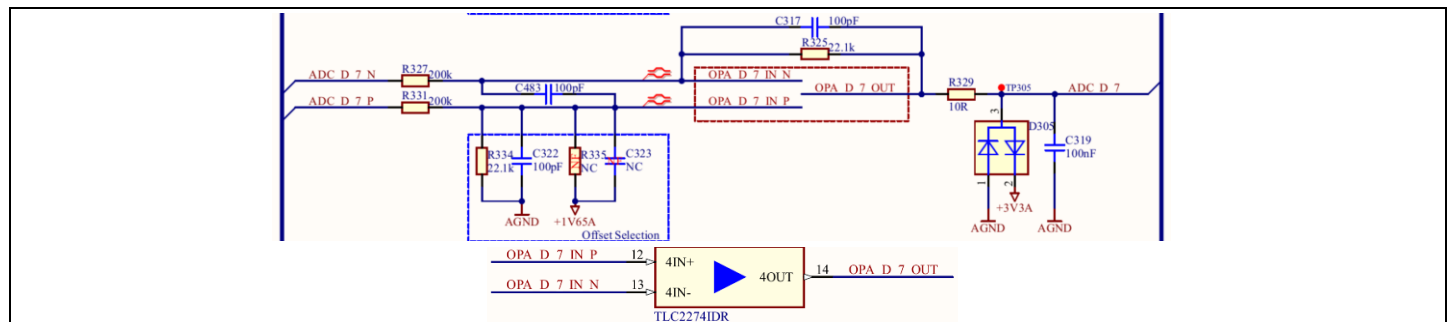 C317 100pF
R325 22.1k
ADC_D_7_N R327 200k OPA_D_7_IN_N
C483 100pF OPA_D_7_OUT R329 TP305 ADC_D_7
ADC_D_7_P R331 200k OPA_D_7_IN_P 10R
3
D305
R334 C322 R335 C323 C319
22.1k 100pF NC NC 100nF
1 2
+3V3A
AGND +1V65A AGND AGND
Offset Selection
OPA_D_7_IN_P 12 4IN+ 4OUT 14 OPA_D_7_OUT
OPA_D_7_IN_N 13 4IN-
TLC2274IDR